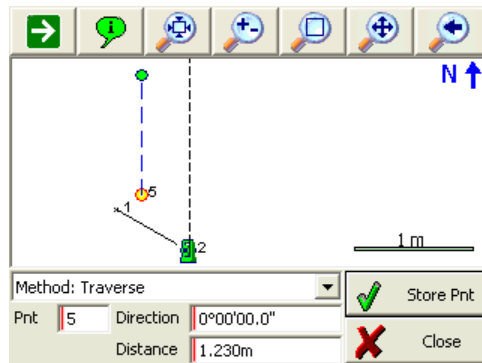 N
5
1
2
1 m
Method: Traverse
Store Pnt
Pnt 5 Direction 0°00'00.0"
Close
Distance 1.230m